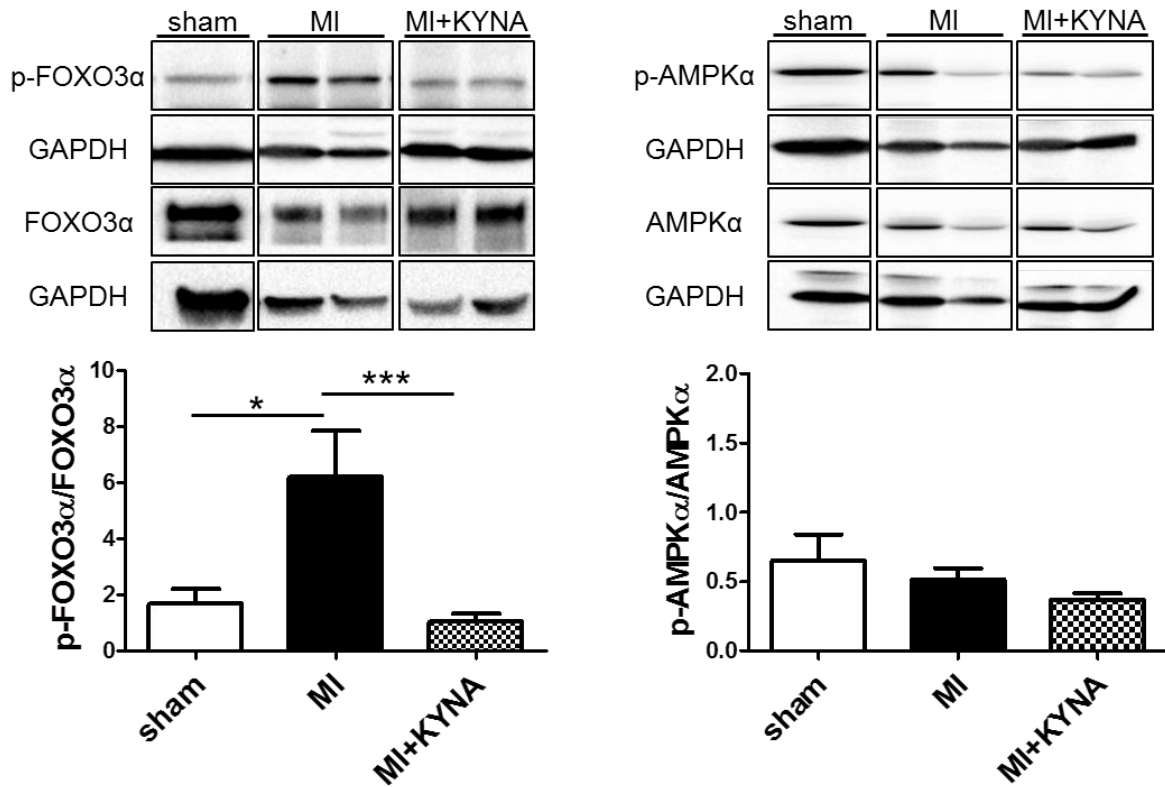 sham MI MI+KYNA
p-FOXO3α
GAPDH
FOXO3α
GAPDH
p-FOXO3α/FOXO3α
10
8
6
4
2
0
*
***
sham
MI
MI+KYNA
sham MI MI+KYNA
p-AMPKα
GAPDH
AMPKα
GAPDH
p-AMPKα/AMPKα
2.0
1.5
1.0
0.5
0.0
sham
MI
MI+KYNA